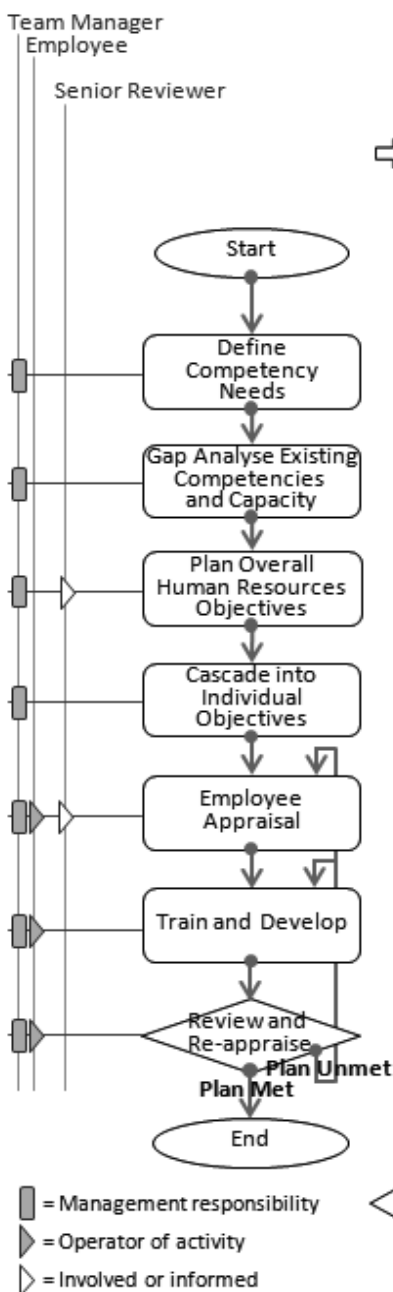 Team Manager
Employee
Senior Reviewer
Start
Define
Competency
Needs
Gap Analyse Existing
Competencies
and Capacity
Plan Overall
Human Resources
Objectives
Cascade into
Individual
Objectives
Employee
Appraisal
Train and Develop
Review and
Re-appraise
Plan Unmet
Plan Met
End
= Management responsibility
= Operator of activity
= Involved or informed